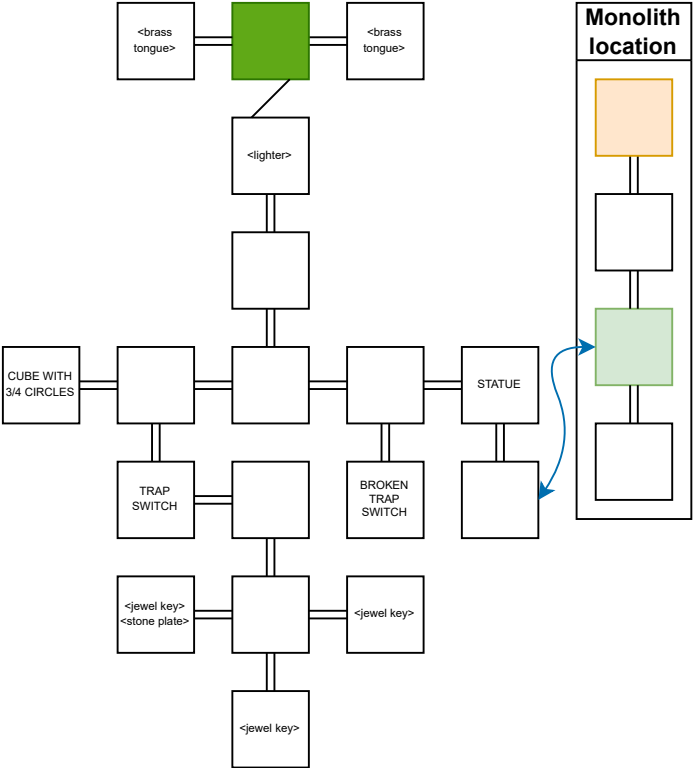 <brass
tongue>
<brass
tongue>
Monolith
location
<lighter>
CUBE WITH
3/4 CIRCLES
STATUE
TRAP
SWITCH
BROKEN
TRAP
SWITCH
<jewel key>
<stone plate>
<jewel key>
<jewel key>